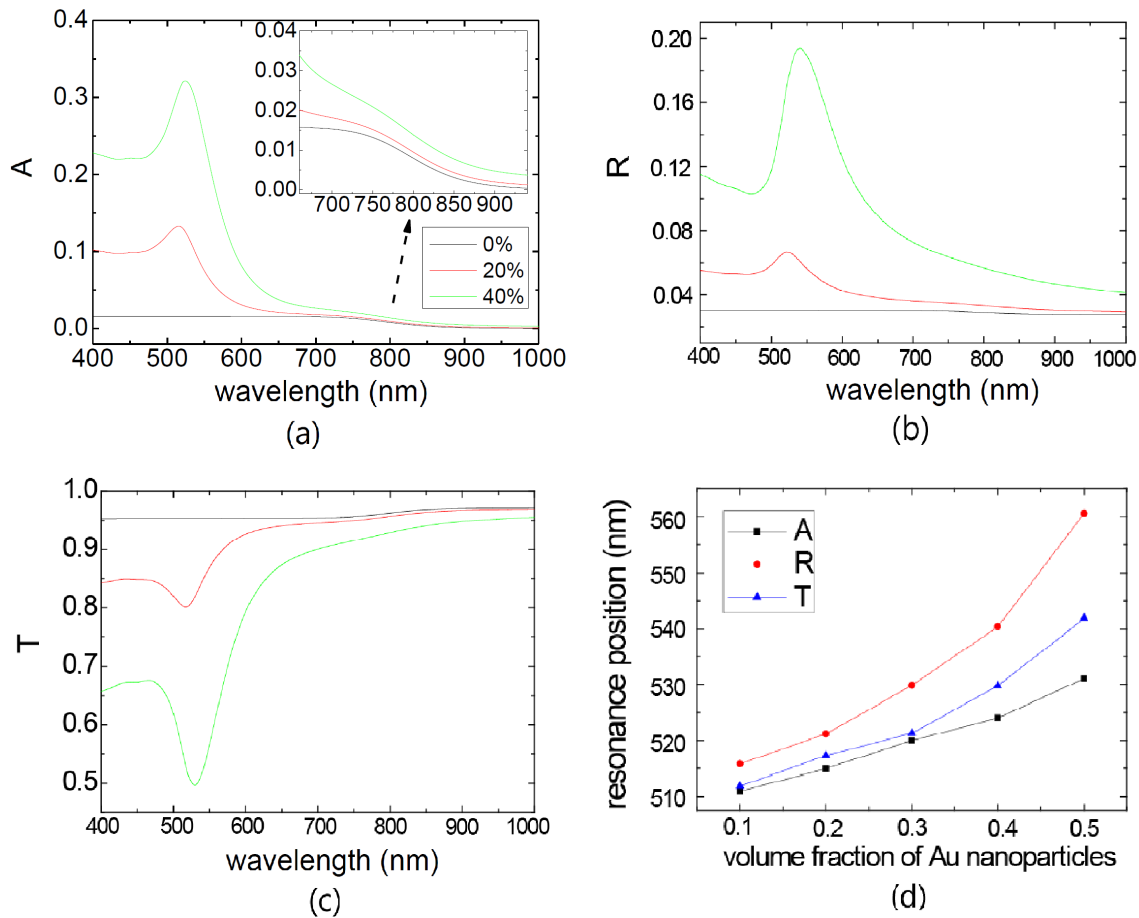 0.4
0.3
0.2
0.1
0.0
A
400 500 600 700 800 900 1000
wavelength (nm)
0.04
0.03
0.02
0.01
0.00
700 750 800 850 900
0%
20%
40%
(a)
0.20
0.16
0.12
0.08
0.04
R
400 500 600 700 800 900 1000
wavelength (nm)
(b)
1.0
0.9
0.8
0.7
0.6
0.5
T
400 500 600 700 800 900 1000
wavelength (nm)
(c)
560
550
540
530
520
510
resonance position (nm)
A
R
T
0.1 0.2 0.3 0.4 0.5
volume fraction of Au nanoparticles
(d)